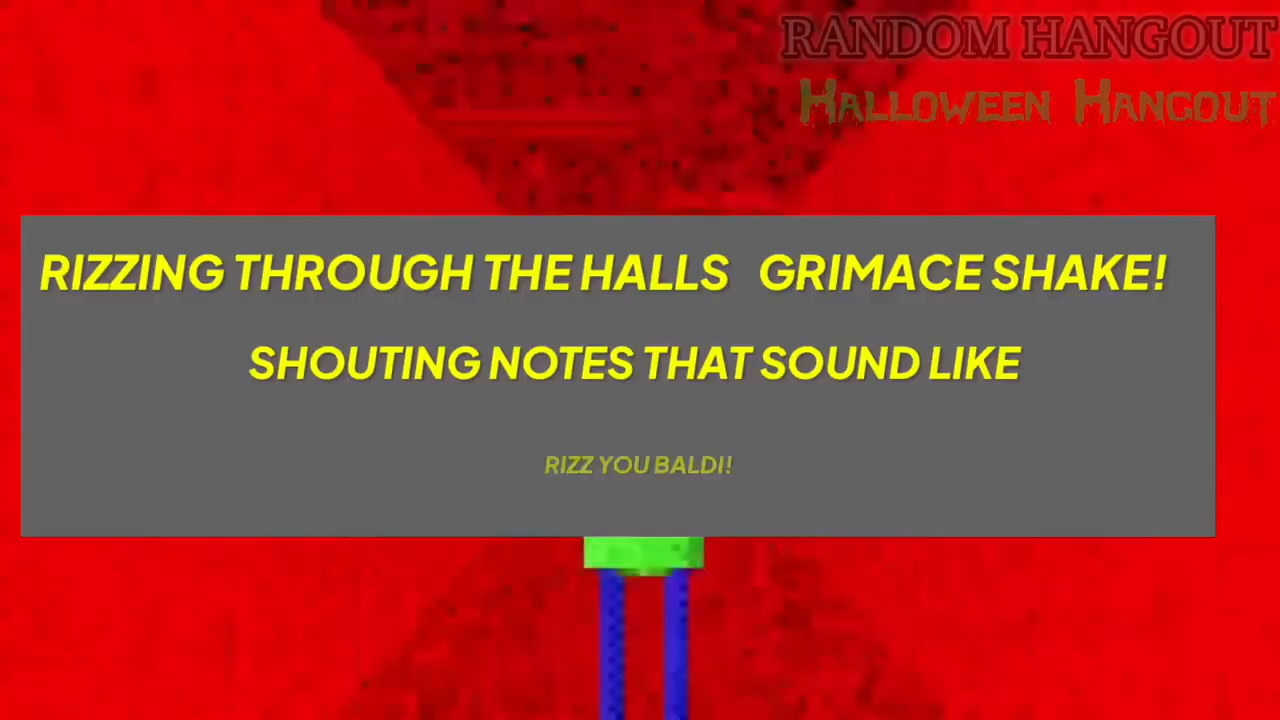 RANDOM HANGOUT
HALLOWEEN HANGOUT
RIZZING THROUGH THE HALLS GRIMACE SHAKE!
SHOUTING NOTES THAT SOUND LIKE
RIZZ YOU BALDI!